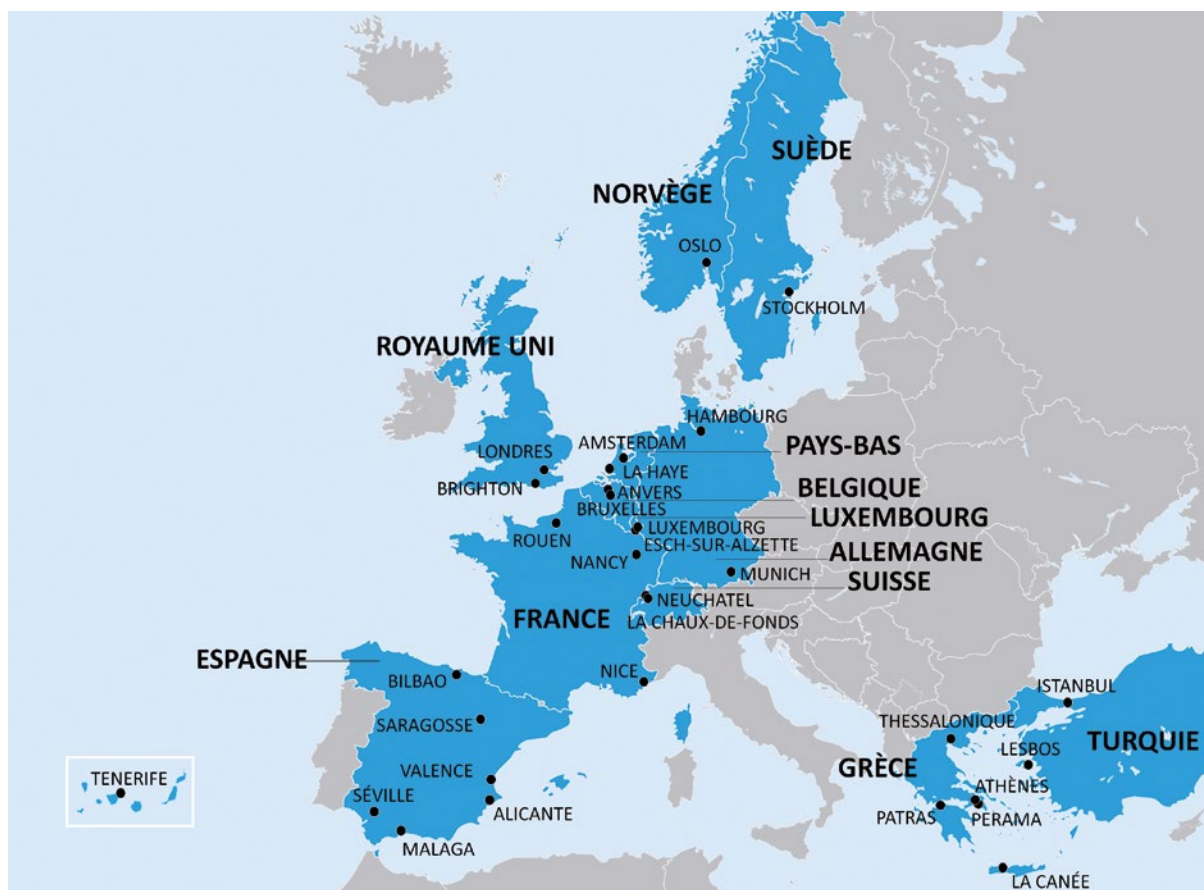 SUÈDE
NORVÈGE
OSLO
STOCKHOLM
ROYAUME UNI
HAMBOURG
AMSTERDAM
PAYS-BAS
LONDRES
LA HAYE
BRIGHTON
ANVERS
BELGIQUE
BRUXELLES
LUXEMBOURG
LUXEMBOURG
ROUEN
ESCH-SUR-ALZETTE
ALLEMAGNE
NANCY
MUNICH
SUISSE
NEUCHATEL
FRANCE
LA CHAUX-DE-FONDS
ESPAGNE
BILBAO
NICE
ISTANBUL
SARAGOSSE
THESSALONIQUE
TURQUIE
LESBOS
GRÈCE
VALENCE
TENERIFE
ATHÈNES
SÉVILLE
ALICANTE
PATRAS
PERAMA
MALAGA
LA CANÉE